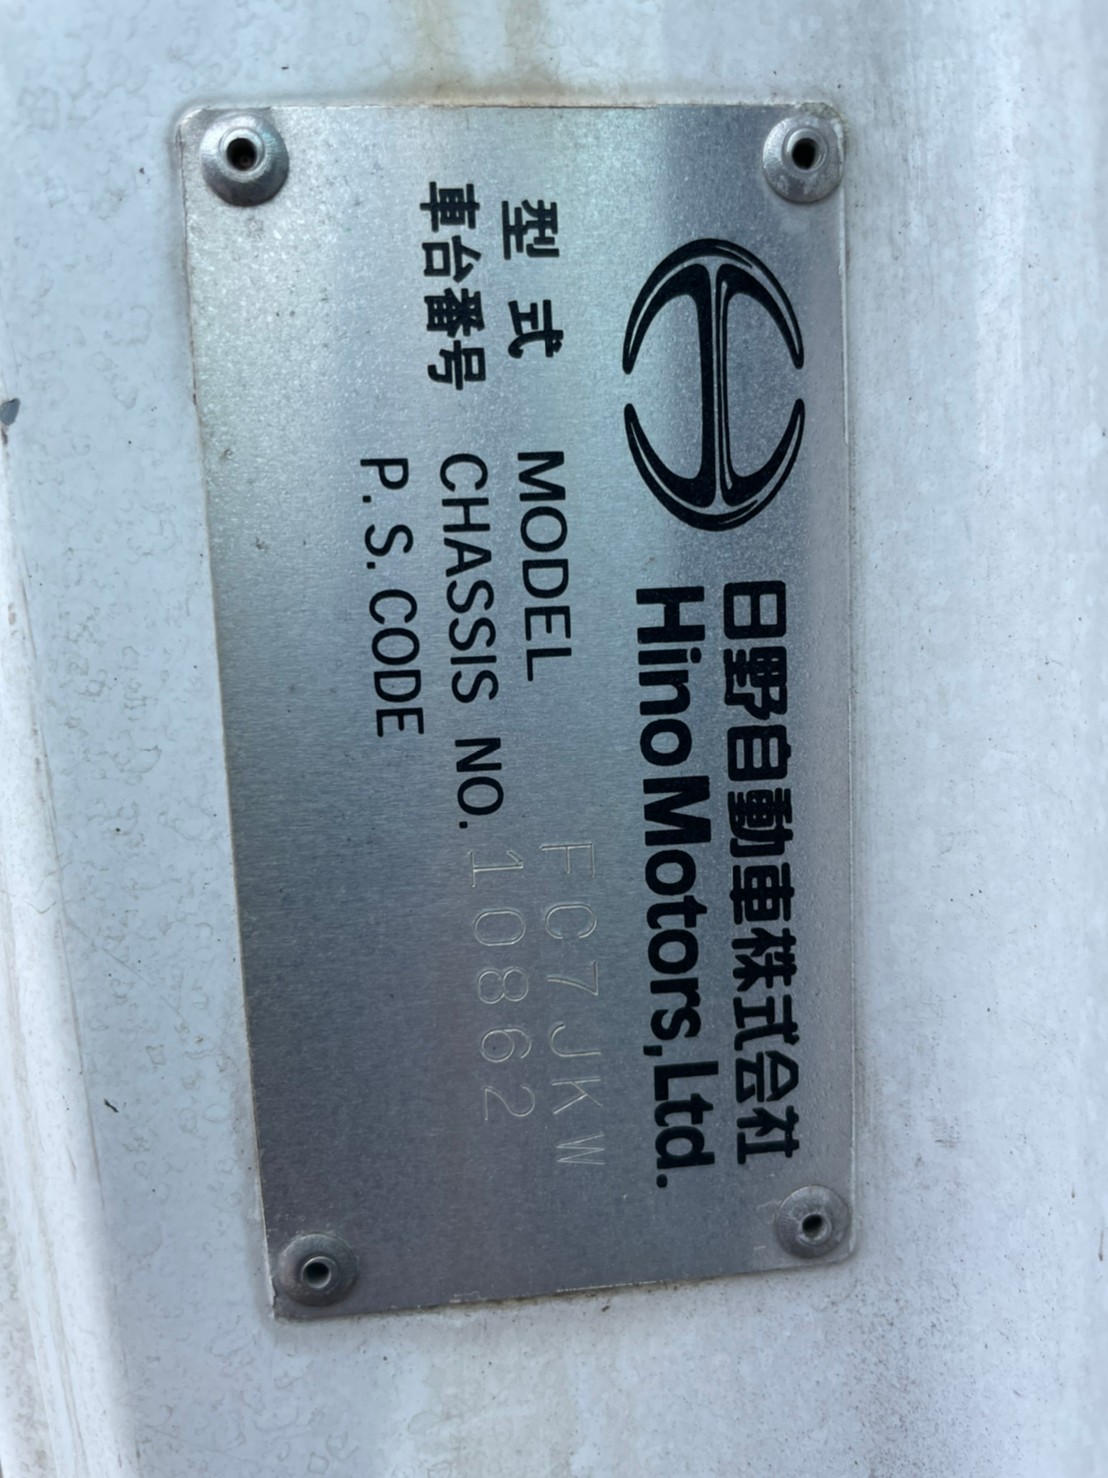 日野自動車株式会社
Hino Motors,Ltd.
型式 MODEL FC7JKW
車台番号 CHASSIS NO. 10862
P.S.CODE